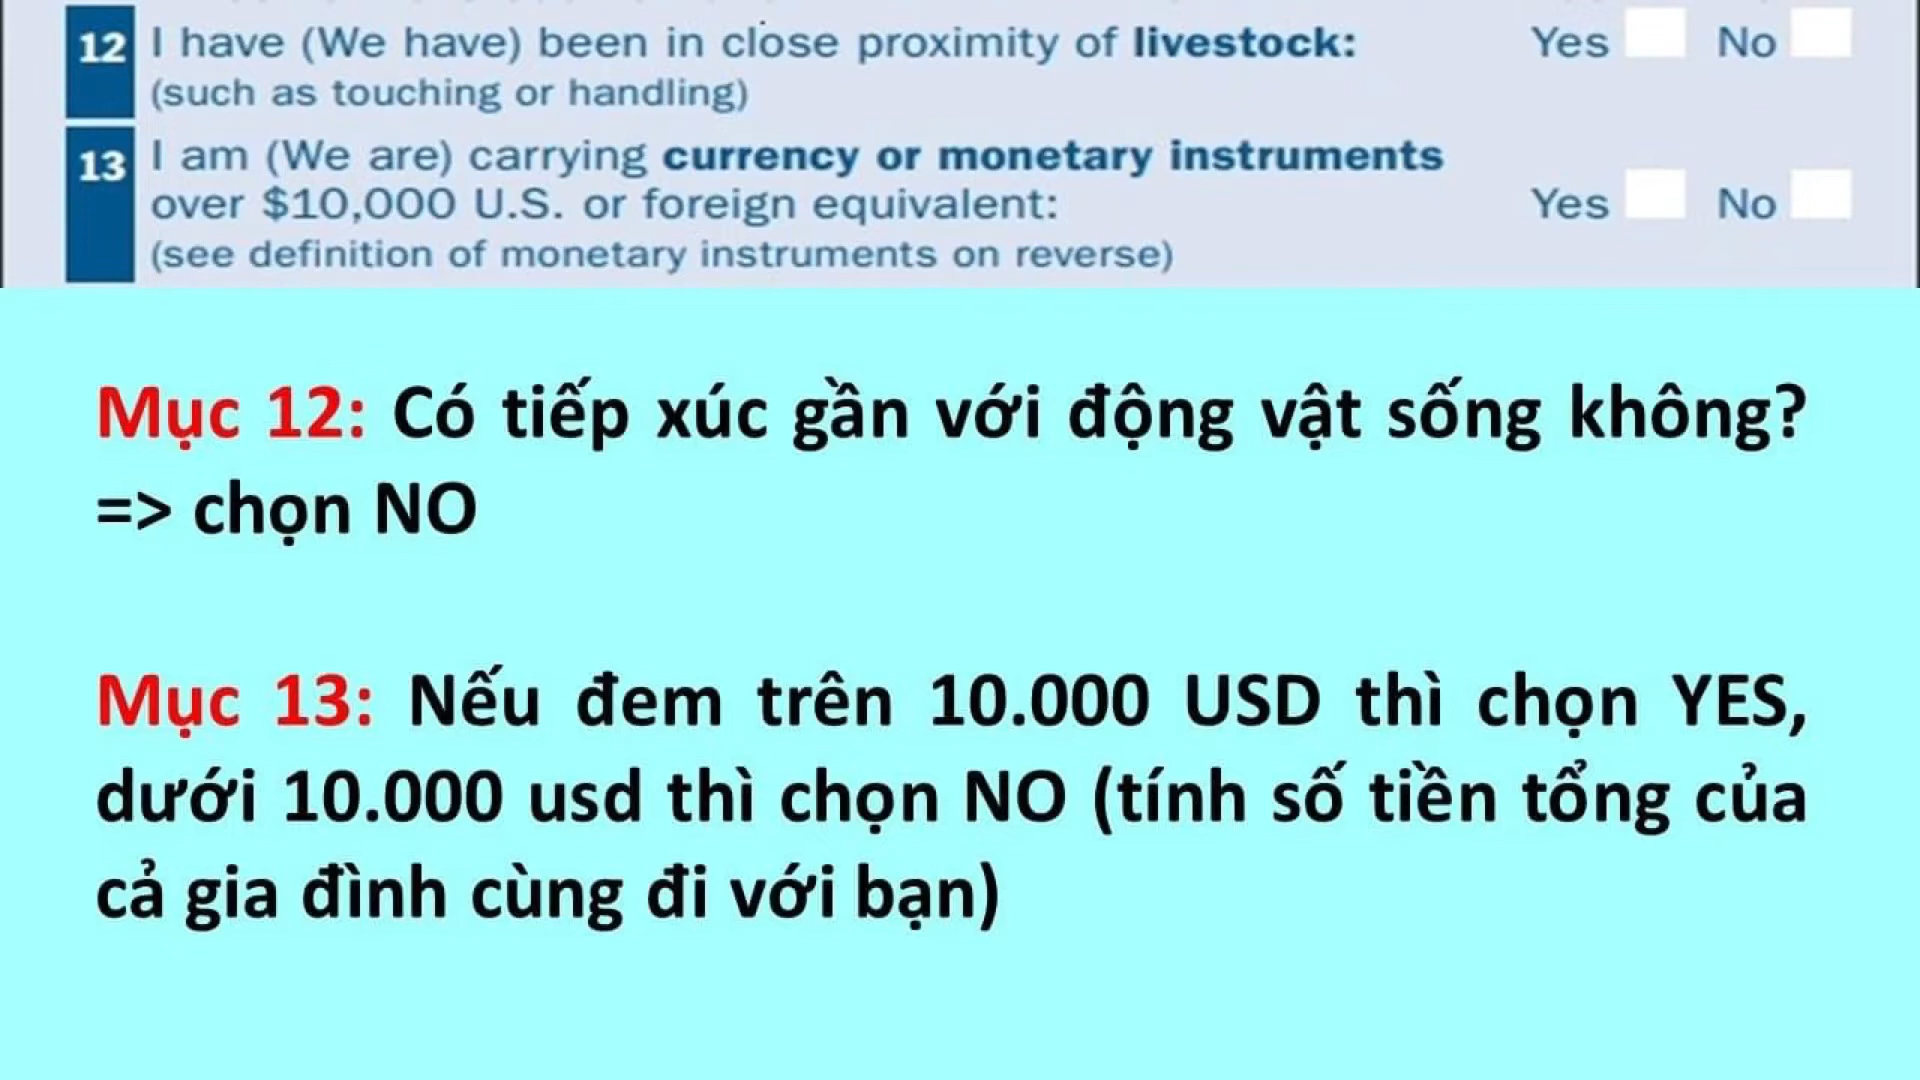 12 I have (We have) been in close proximity of livestock: Yes No
(such as touching or handling)
13 I am (We are) carrying currency or monetary instruments
over $10,000 U.S. or foreign equivalent: Yes No
(see definition of monetary instruments on reverse)
Mục 12: Có tiếp xúc gần với động vật sống không?
=> chọn NO
Mục 13: Nếu đem trên 10.000 USD thì chọn YES,
dưới 10.000 usd thì chọn NO (tính số tiền tổng của
cả gia đình cùng đi với bạn)